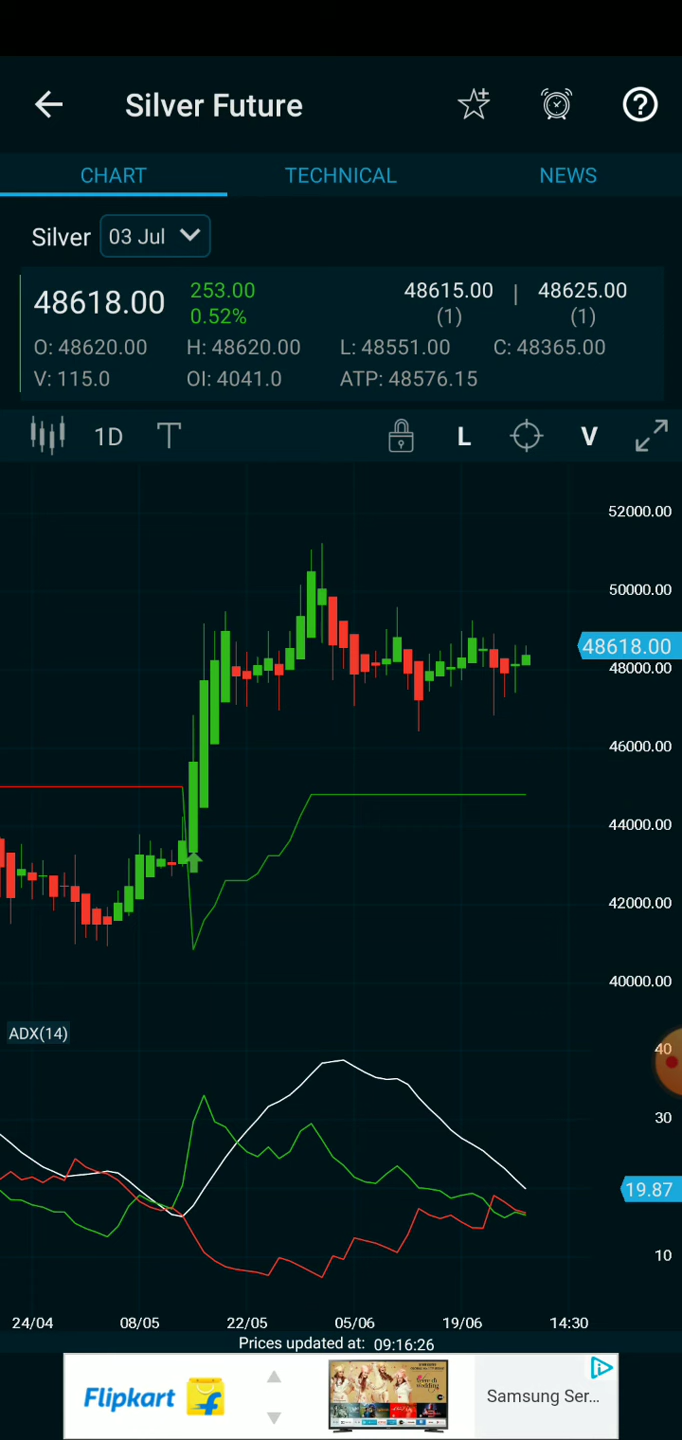 Silver Future
CHART TECHNICAL NEWS
Silver 03 Jul
48618.00 253.00 48615.00 | 48625.00
0.52% (1) (1)
O: 48620.00 H: 48620.00 L: 48551.00 C: 48365.00
V: 115.0 OI: 4041.0 ATP: 48576.15
1D T L V
52000.00
50000.00
48618.00
48000.00
46000.00
44000.00
42000.00
40000.00
ADX(14)
40
30
19.87
10
24/04 08/05 22/05 05/06 19/06 14:30
Prices updated at: 09:16:26
Flipkart Samsung Ser...